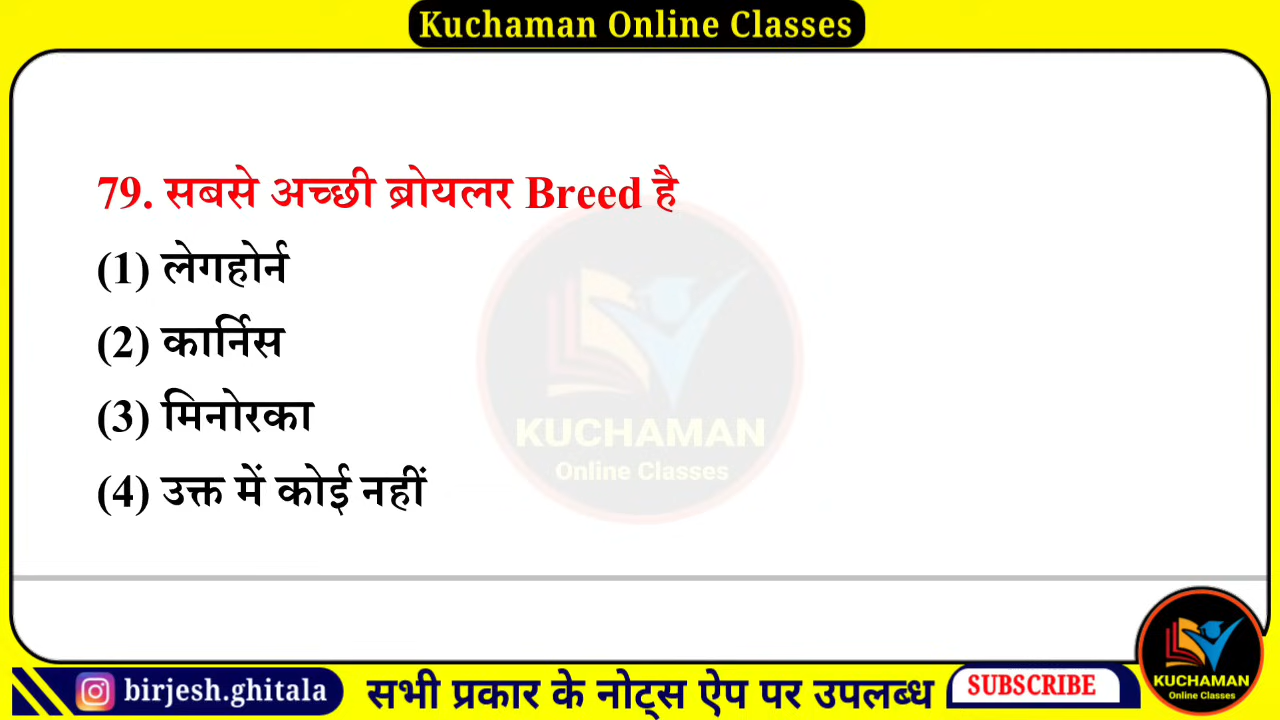 Kuchaman Online Classes
79. सबसे अच्छी ब्रोयलर Breed है
(1) लेगहोर्न
(2) कार्निस
(3) मिनोरका
(4) उक्त में कोई नहीं
KUCHAMAN
Online Classes
birjesh.ghitala
सभी प्रकार के नोट्स ऐप पर उपलब्ध
SUBSCRIBE
KUCHAMAN
Online Classes